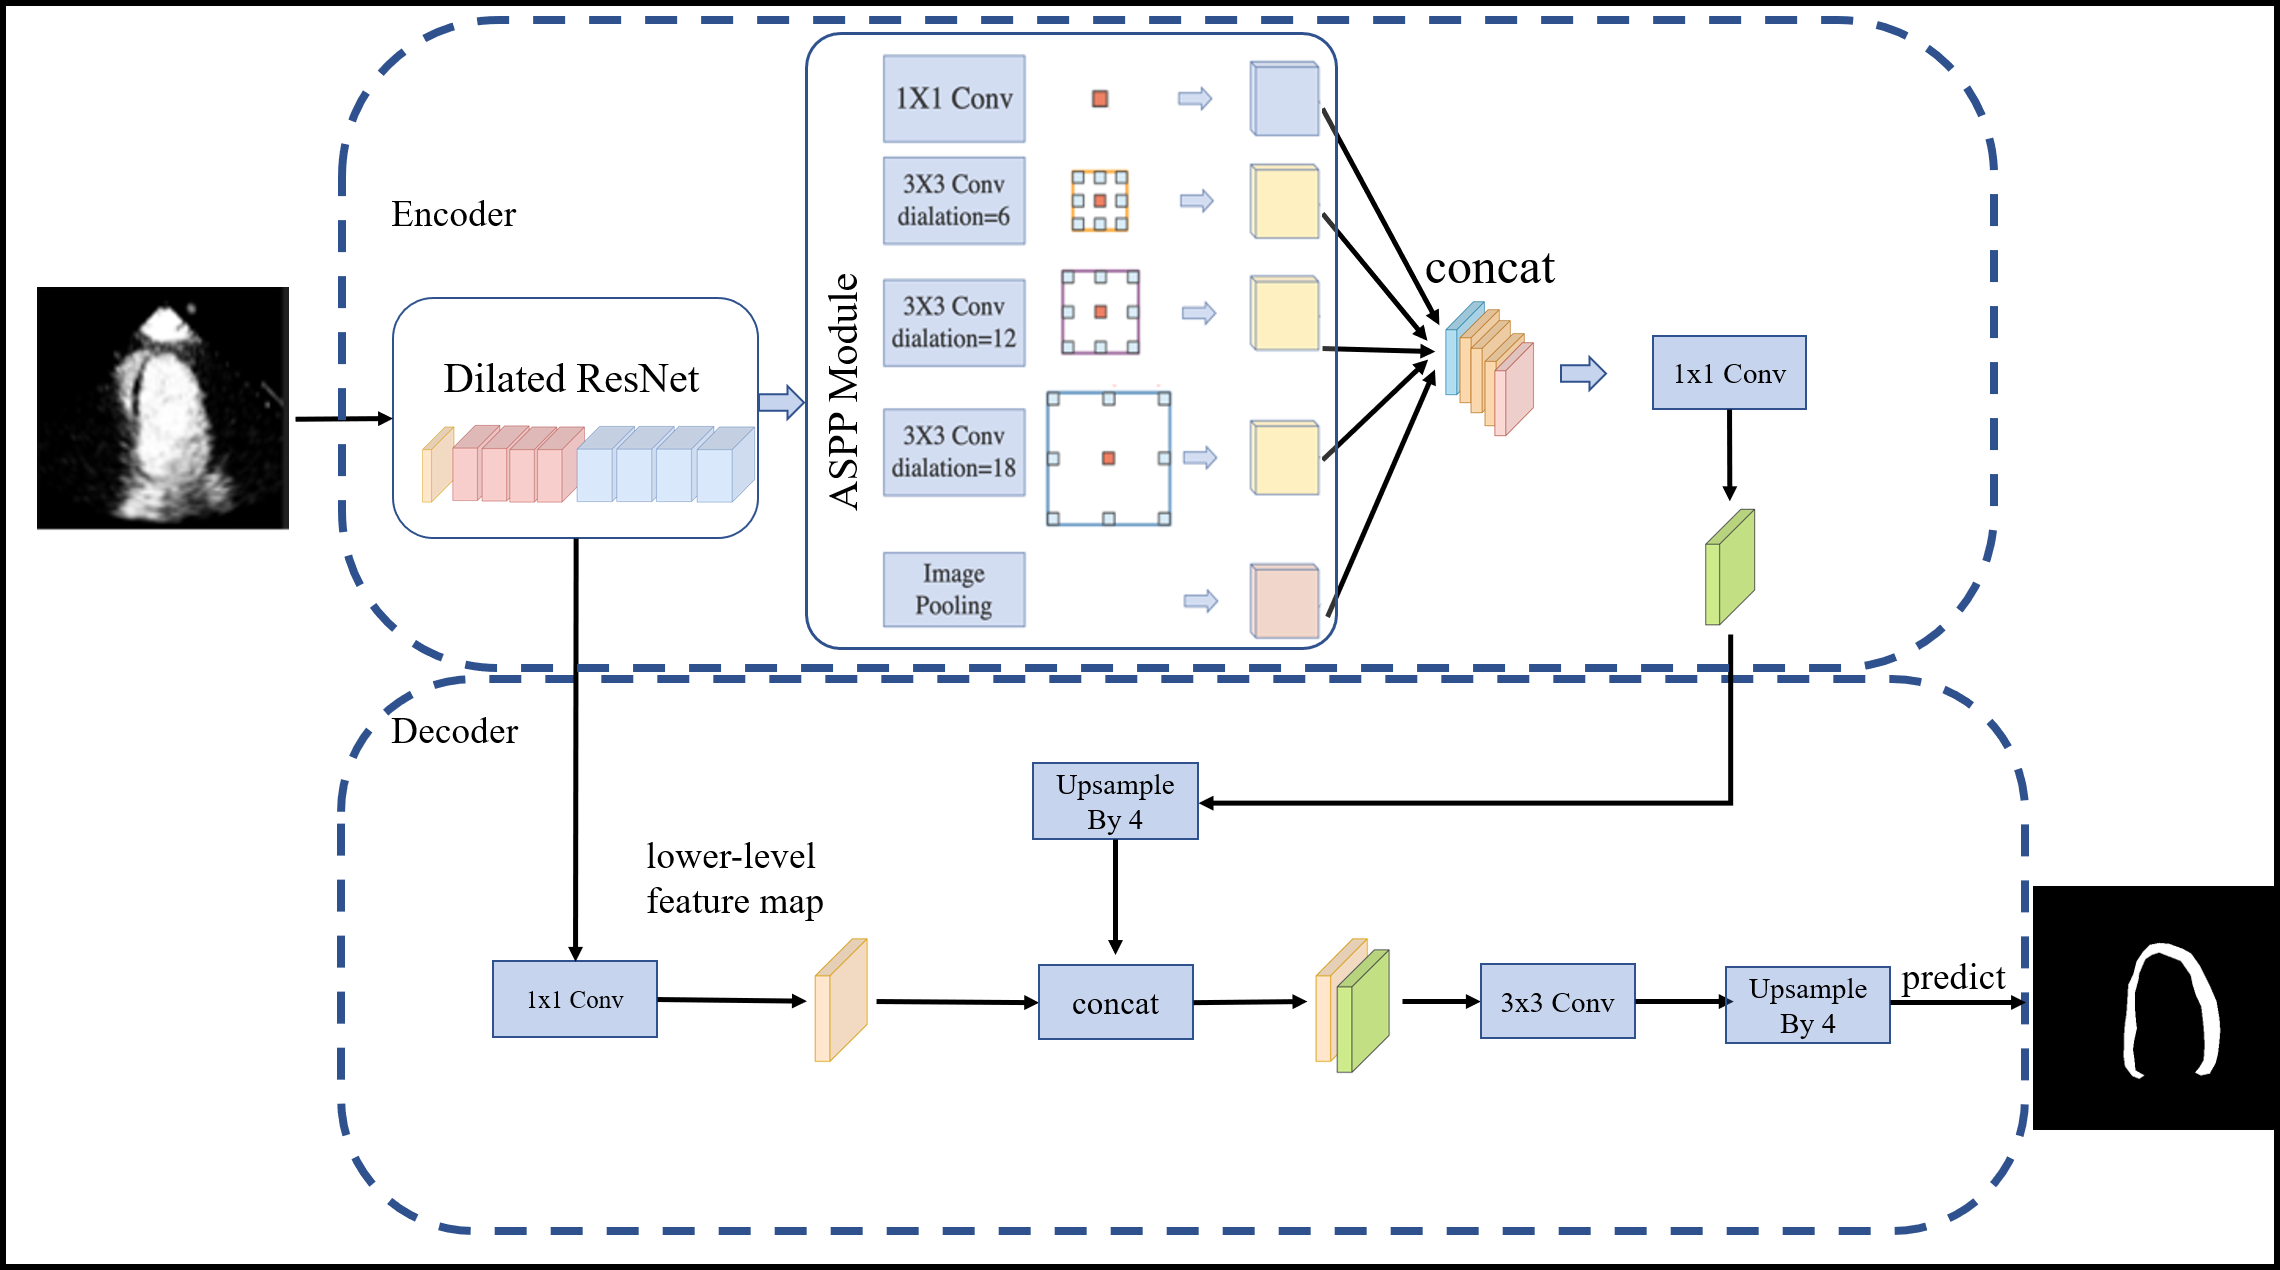 Encoder
Dilated ResNet
ASPP Module
1X1 Conv
3X3 Conv
dialation=6
3X3 Conv
dialation=12
3X3 Conv
dialation=18
Image
Pooling
concat
1x1 Conv
Decoder
Upsample
By 4
lower-level
feature map
1x1 Conv
concat
3x3 Conv
Upsample
By 4
predict